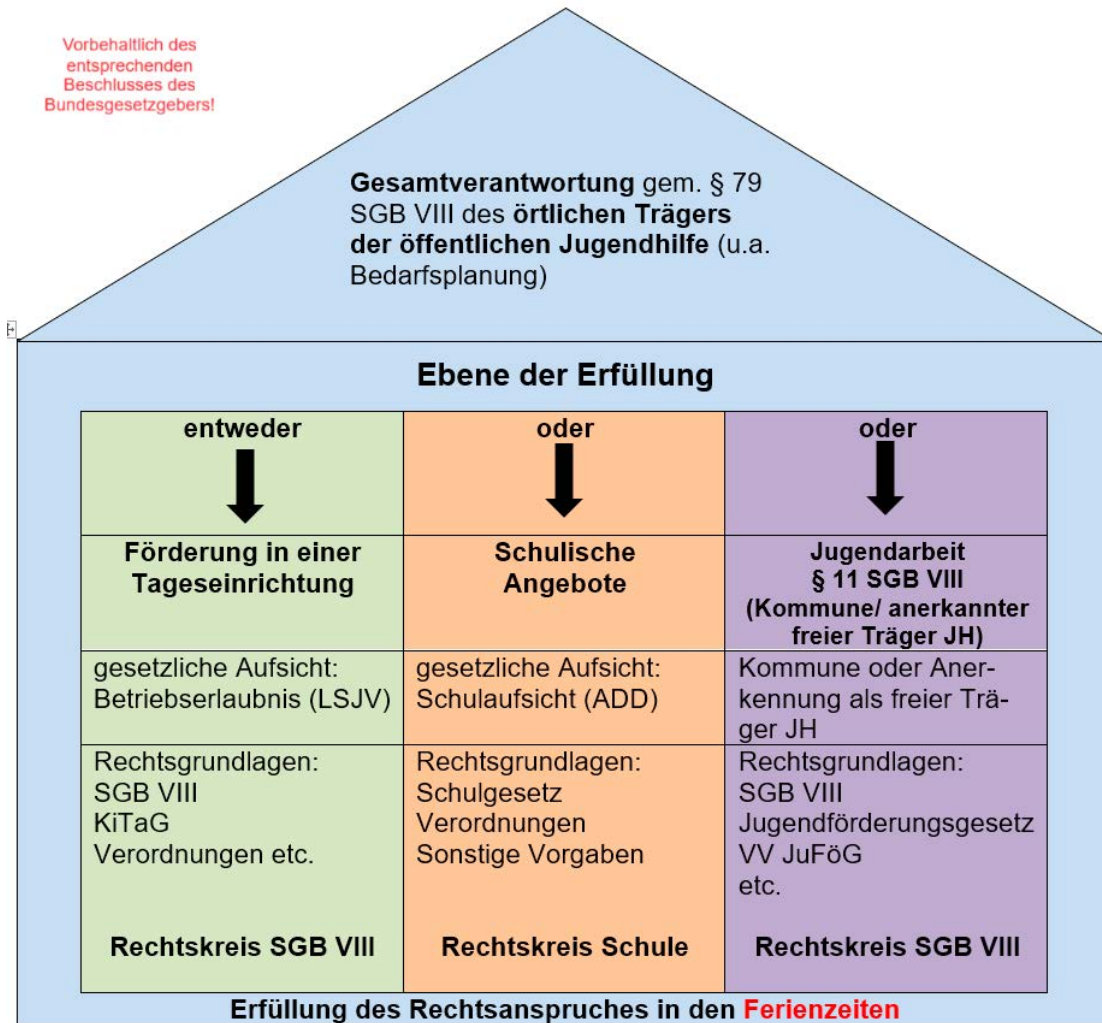 Vorbehaltlich des
entsprechenden
Beschlusses des
Bundesgesetzgebers!
Gesamtverantwortung gem. § 79
SGB VIII des örtlichen Trägers
der öffentlichen Jugendhilfe (u.a.
Bedarfsplanung)
Ebene der Erfüllung
entweder
oder
oder
Förderung in einer
Tageseinrichtung
Schulische
Angebote
Jugendarbeit
§ 11 SGB VIII
(Kommune/ anerkannter
freier Träger JH)
gesetzliche Aufsicht:
Betriebserlaubnis (LSJV)
gesetzliche Aufsicht:
Schulaufsicht (ADD)
Kommune oder Aner-
kennung als freier Trä-
ger JH
Rechtsgrundlagen:
SGB VIII
KiTaG
Verordnungen etc.
Rechtskreis SGB VIII
Rechtsgrundlagen:
Schulgesetz
Verordnungen
Sonstige Vorgaben
Rechtskreis Schule
Rechtsgrundlagen:
SGB VIII
Jugendförderungsgesetz
VV JuFöG
etc.
Rechtskreis SGB VIII
Erfüllung des Rechtsanspruches in den Ferienzeiten